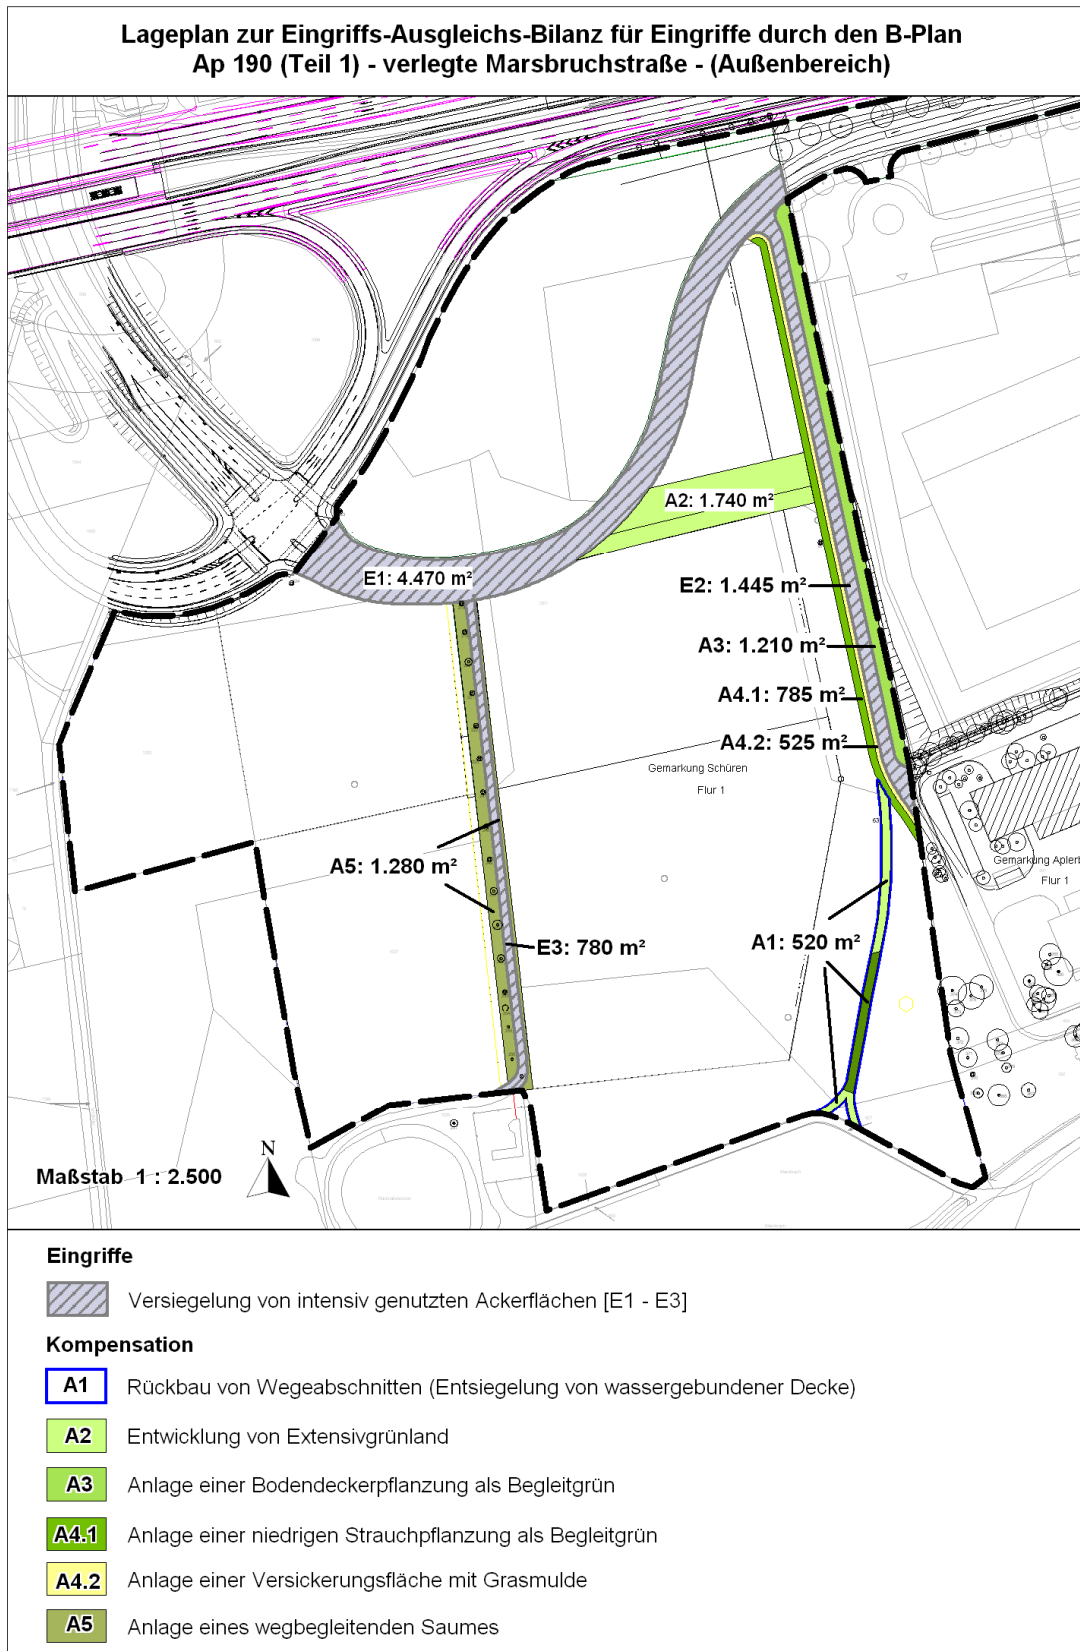 Lageplan zur Eingriffs-Ausgleichs-Bilanz für Eingriffe durch den B-Plan
Ap 190 (Teil 1) - verlegte Marsbruchstraße - (Außenbereich)
A2: 1.740 m²
E1: 4.470 m²
E2: 1.445 m²
A3: 1.210 m²
A4.1: 785 m²
A4.2: 525 m²
Gemarkung Schüren
Flur 1
63
A5: 1.280 m²
Gemarkung Aplerb
Flur 1
E3: 780 m²
A1: 520 m²
N
Maßstab 1 : 2.500
Eingriffe
Versiegelung von intensiv genutzten Ackerflächen [E1 - E3]
Kompensation
A1 Rückbau von Wegeabschnitten (Entsiegelung von wassergebundener Decke)
A2 Entwicklung von Extensivgrünland
A3 Anlage einer Bodendeckerpflanzung als Begleitgrün
A4.1 Anlage einer niedrigen Strauchpflanzung als Begleitgrün
A4.2 Anlage einer Versickerungsfläche mit Grasmulde
A5 Anlage eines wegbegleitenden Saumes